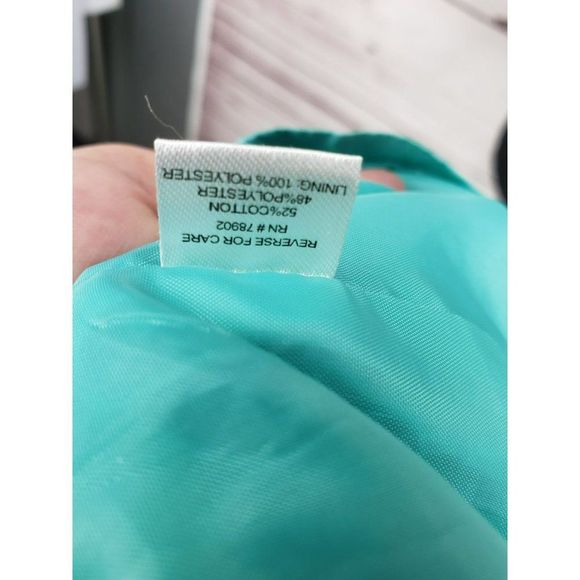 REVERSE FOR CARE
RN # 78902
52%COTTON
48%POLYESTER
LINING: 100% POLYESTER